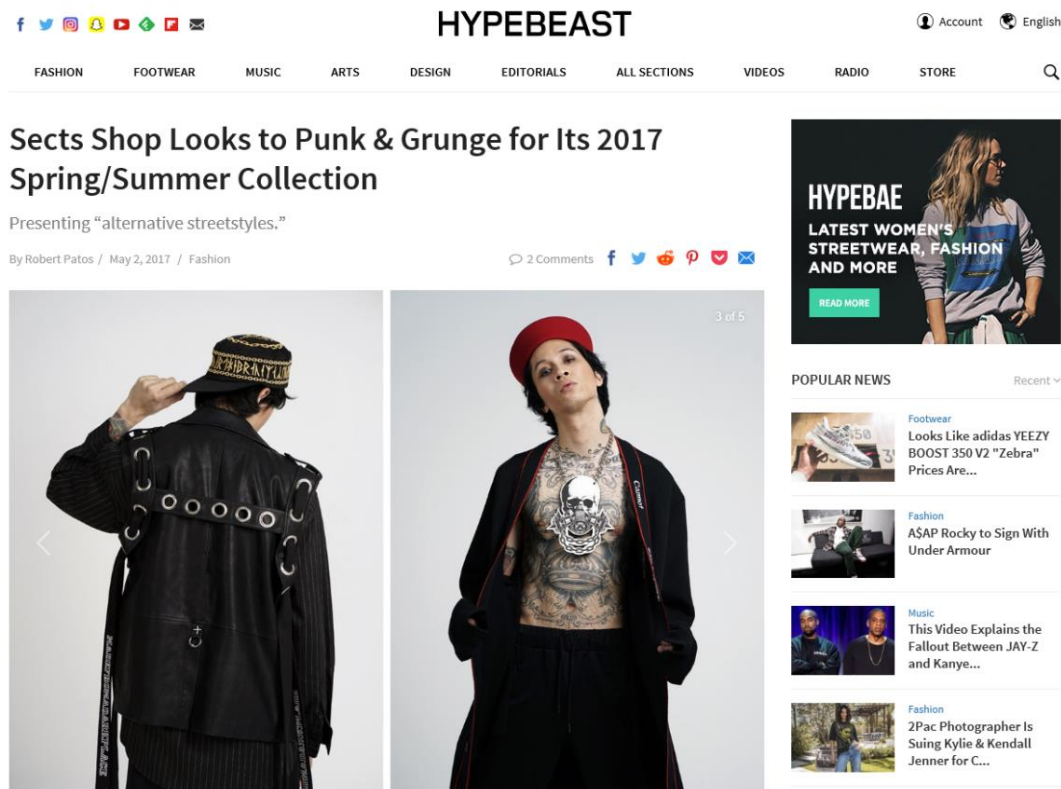 HYPEBEAST
Account
English
FASHION
FOOTWEAR
MUSIC
ARTS
DESIGN
EDITORIALS
ALL SECTIONS
VIDEOS
RADIO
STORE
Sects Shop Looks to Punk & Grunge for Its 2017
Spring/Summer Collection
Presenting “alternative streetstyles.”
By Robert Patos / May 2, 2017 / Fashion
2 Comments
3 of 5
HYPEBAE
LATEST WOMEN'S
STREETWEAR, FASHION
AND MORE
READ MORE
POPULAR NEWS
Recent
Footwear
Looks Like adidas YEEZY
BOOST 350 V2 "Zebra"
Prices Are...
Fashion
A$AP Rocky to Sign With
Under Armour
Music
This Video Explains the
Fallout Between JAY-Z
and Kanye...
Fashion
2Pac Photographer Is
Suing Kylie & Kendall
Jenner for C...